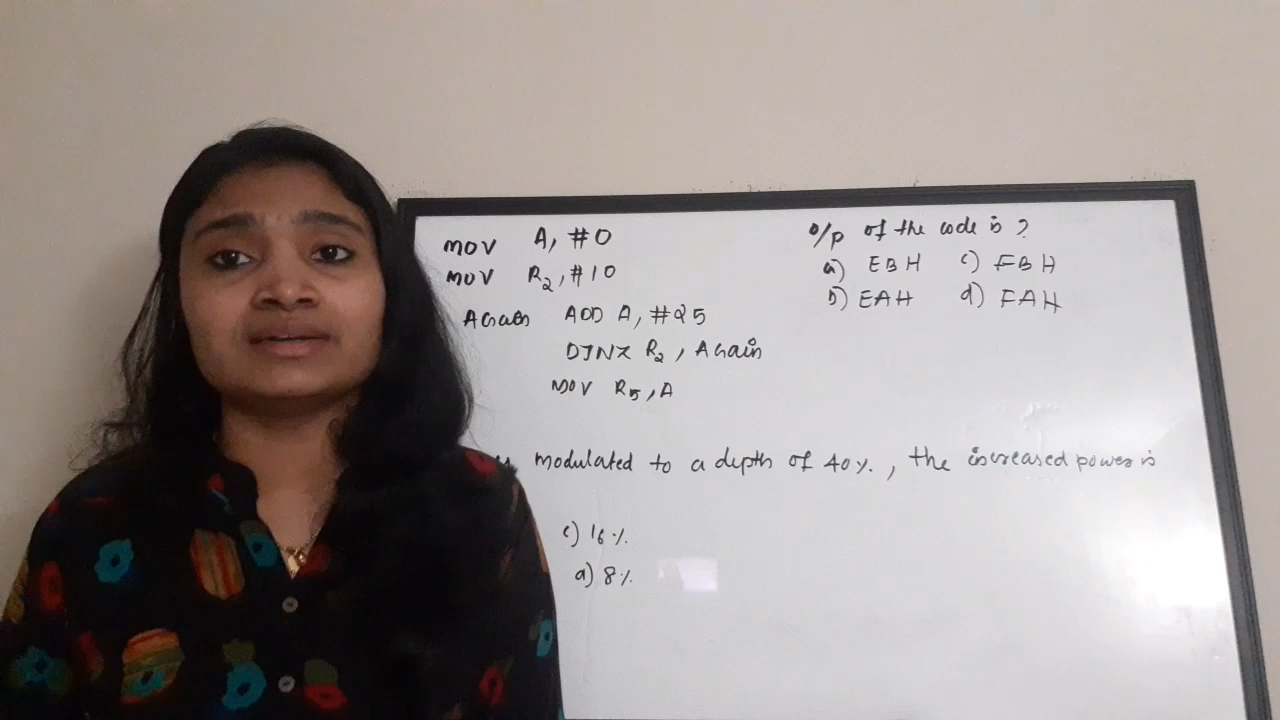 MOV A, #0
MOV R2, #10
AGAIN ADD A, #25
DJNZ R2, AGAIN
MOV R5, A
O/p of the code is ?
a) EBH c) FBH
b) EAH d) FAH
modulated to a depth of 40%, the increased power is
c) 16%
d) 8%